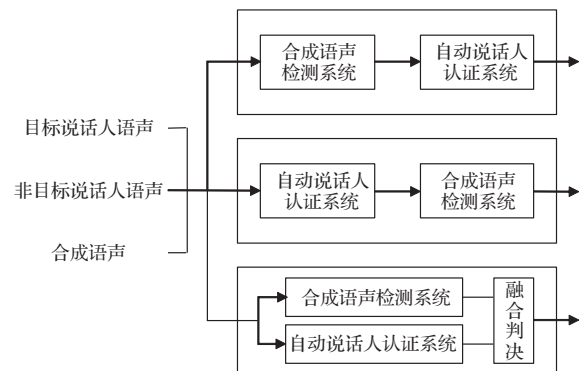 目标说话人语声
非目标说话人语声
合成语声
合成语声
检测系统
自动说话人
认证系统
自动说话人
认证系统
合成语声
检测系统
合成语声检测系统
自动说话人认证系统
融
合
判
决